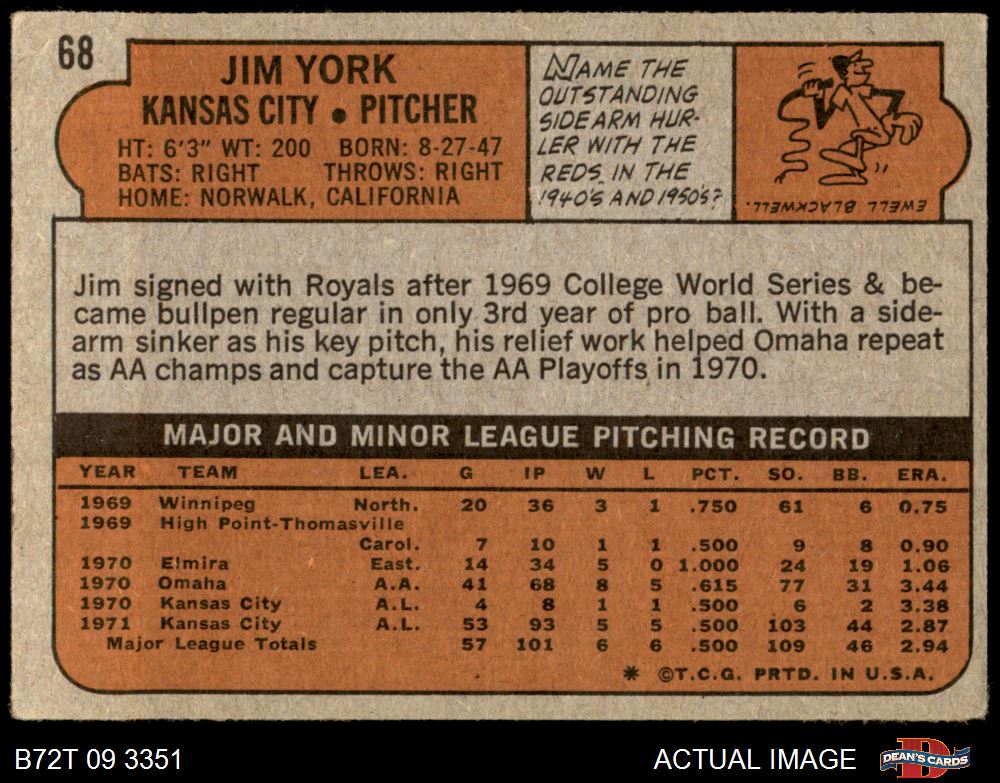 68
JIM YORK
KANSAS CITY • PITCHER
HT: 6'3" WT: 200 BORN: 8-27-47
BATS: RIGHT THROWS: RIGHT
HOME: NORWALK, CALIFORNIA
NAME THE
OUTSTANDING
SIDEARM HUR-
LER WITH THE
REDS IN THE
1940'S AND 1950'S?
EWELL BLACKWELL.
Jim signed with Royals after 1969 College World Series & be-
came bullpen regular in only 3rd year of pro ball. With a side-
arm sinker as his key pitch, his relief work helped Omaha repeat
as AA champs and capture the AA Playoffs in 1970.
MAJOR AND MINOR LEAGUE PITCHING RECORD
YEAR TEAM LEA. G IP W L PCT. SO. BB. ERA.
1969 Winnipeg North. 20 36 3 1 .750 61 6 0.75
1969 High Point-Thomasville
Carol. 7 10 1 1 .500 9 8 0.90
1970 Elmira East. 14 34 5 0 1.000 24 19 1.06
1970 Omaha A.A. 41 68 8 5 .615 77 31 3.44
1970 Kansas City A.L. 4 8 1 1 .500 6 2 3.38
1971 Kansas City A.L. 53 93 5 5 .500 103 44 2.87
Major League Totals 57 101 6 6 .500 109 46 2.94
* ©T.C.G. PRTD. IN U.S.A.
B72T 09 3351
ACTUAL IMAGE
D
DEAN'S CARDS